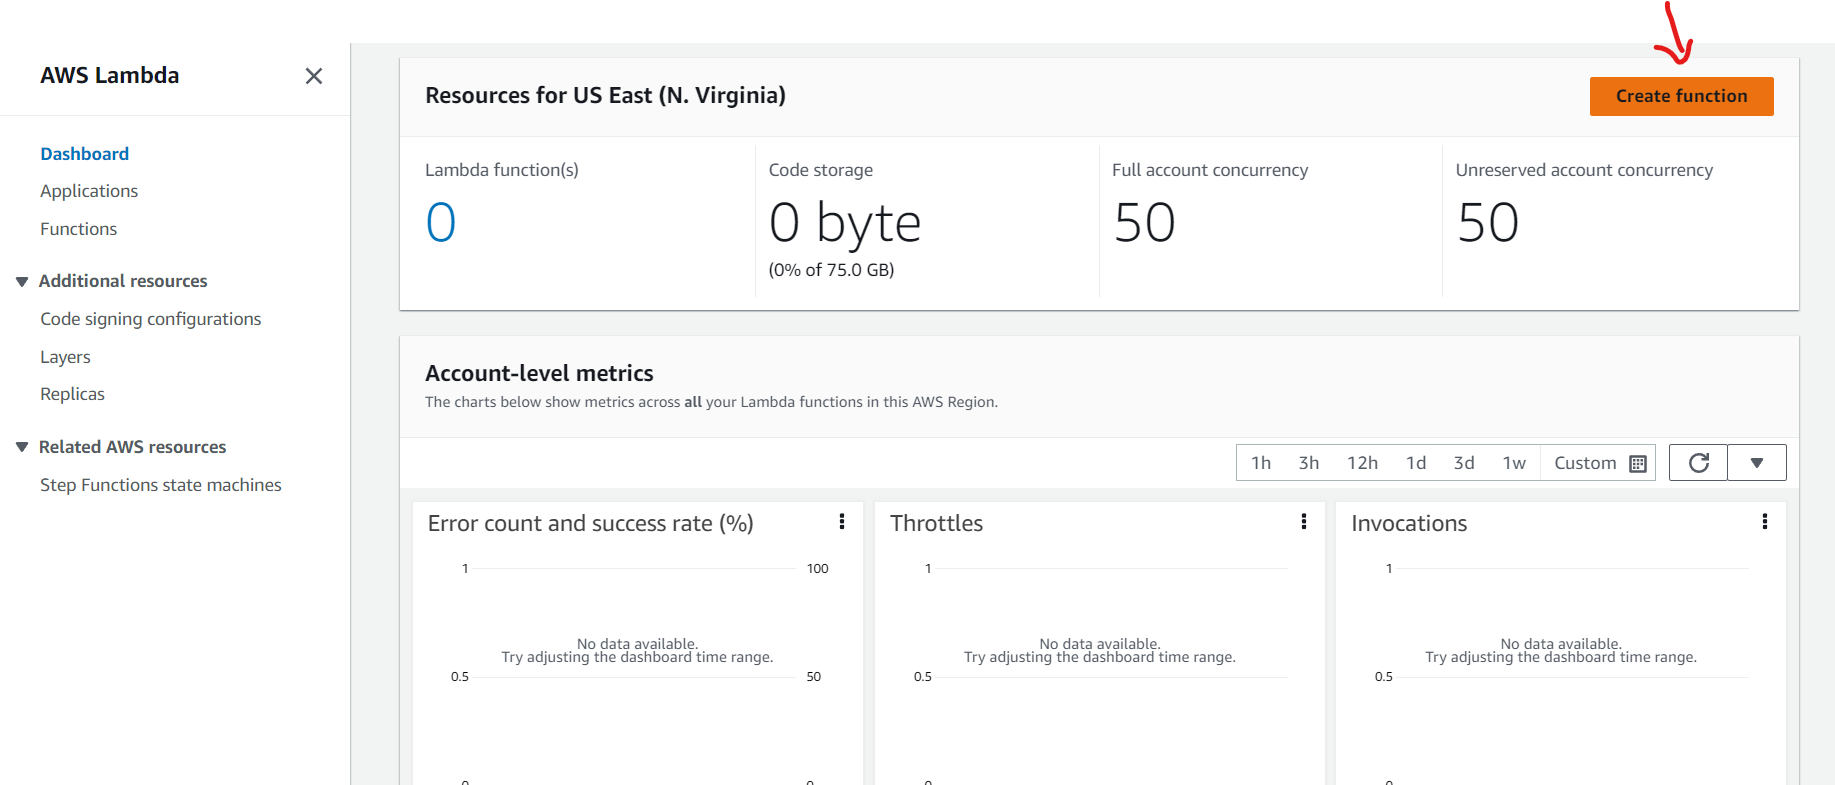 AWS Lambda
Dashboard
Applications
Functions
Additional resources
Code signing configurations
Layers
Replicas
Related AWS resources
Step Functions state machines
Resources for US East (N. Virginia)
Create function
Lambda function(s)
0
Code storage
0 byte
(0% of 75.0 GB)
Full account concurrency
50
Unreserved account concurrency
50
Account-level metrics
The charts below show metrics across all your Lambda functions in this AWS Region.
1h 3h 12h 1d 3d 1w Custom
Error count and success rate (%)
1 100
No data available.
Try adjusting the dashboard time range.
0.5 50
0 0
Throttles
1
No data available.
Try adjusting the dashboard time range.
0.5
0
Invocations
1
No data available.
Try adjusting the dashboard time range.
0.5
0